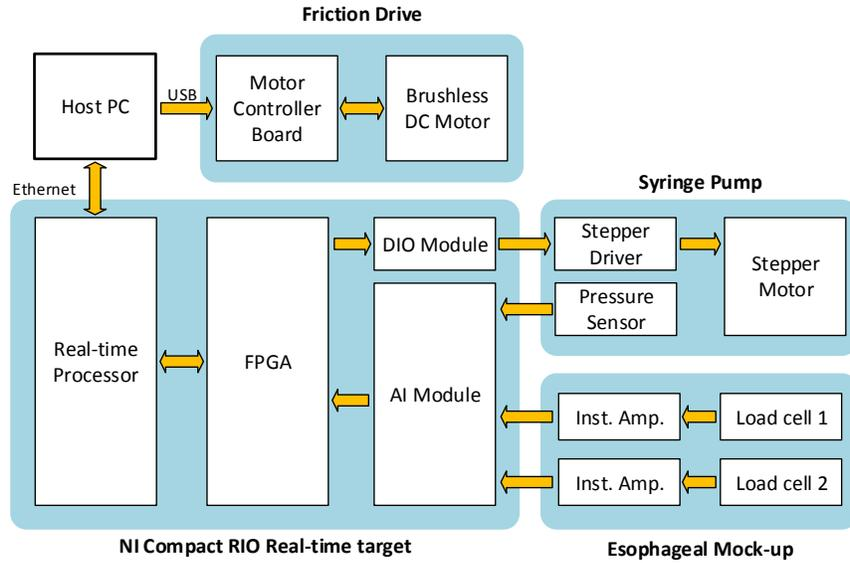 Friction Drive
Host PC
USB
Motor
Controller
Board
Brushless
DC Motor
Ethernet
Syringe Pump
Real-time
Processor
FPGA
DIO Module
AI Module
Stepper
Driver
Stepper
Motor
Pressure
Sensor
Inst. Amp.
Load cell 1
Inst. Amp.
Load cell 2
NI Compact RIO Real-time target
Esophageal Mock-up